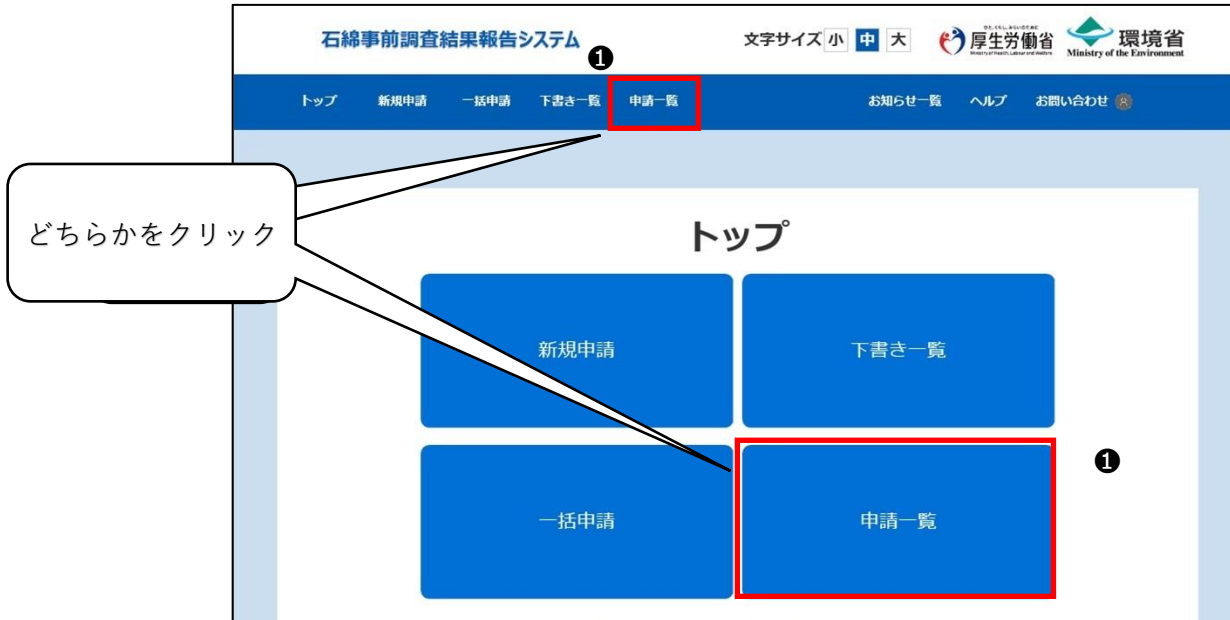 石綿事前調査結果報告システム
文字サイズ 小 中 大
厚生労働省
環境省
Ministry of the Environment
❶
トップ 新規申請 一括申請 下書き一覧 申請一覧 お知らせ一覧 ヘルプ お問い合わせ
どちらかをクリック
トップ
新規申請 下書き一覧
❶
一括申請 申請一覧